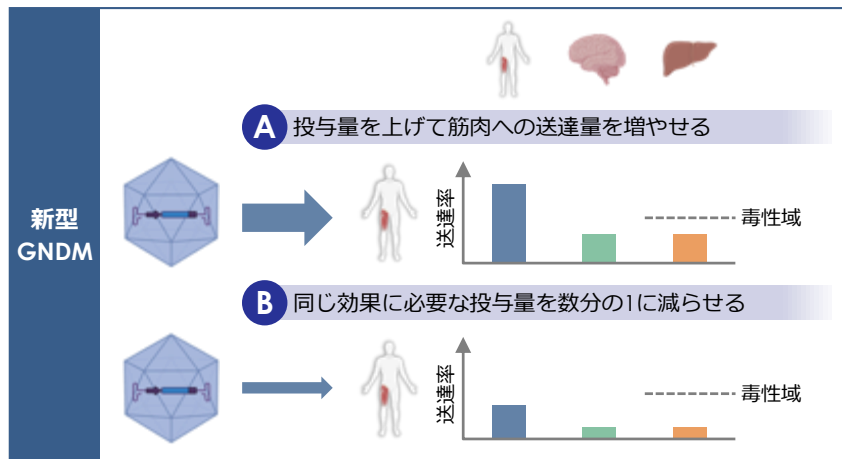 A 投与量を上げて筋肉への送達量を増やせる
新型
GNDM
送達率
毒性域
B 同じ効果に必要な投与量を数分の1に減らせる
送達率
毒性域